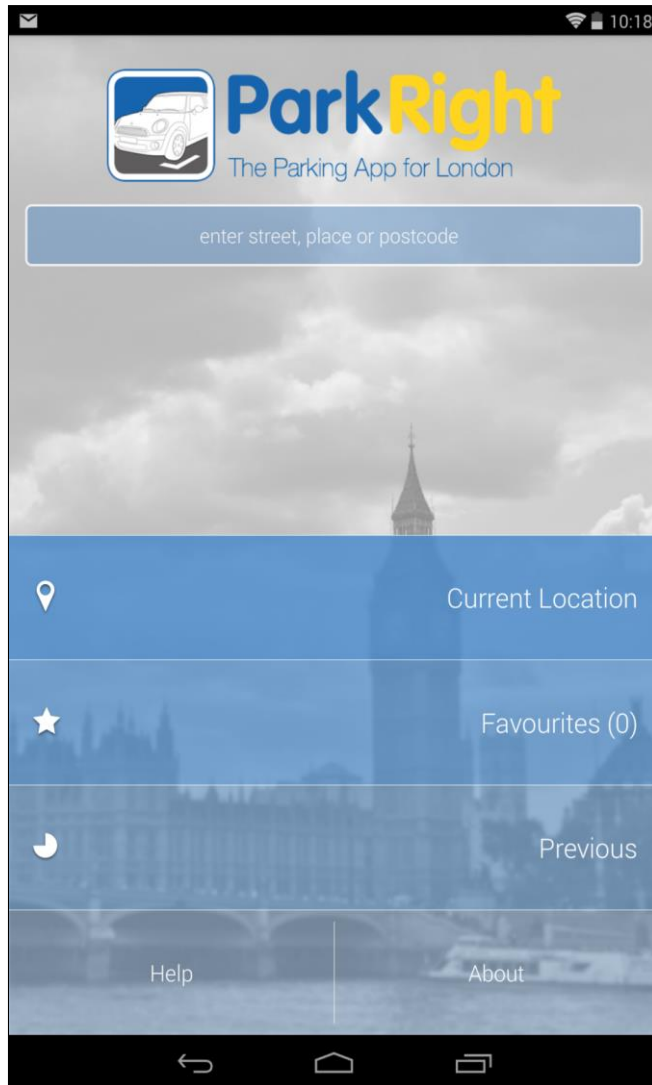 10:18
ParkRight
The Parking App for London
enter street, place or postcode
Current Location
Favourites (0)
Previous
Help
About